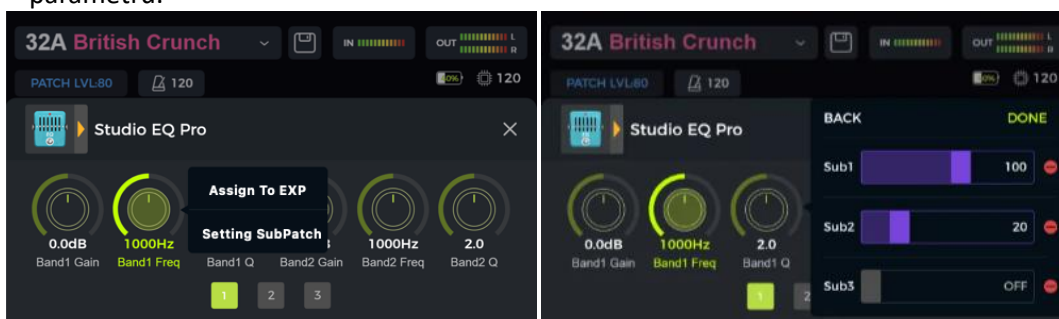 parametru.
32A British Crunch
IN
OUT
L
R
PATCH LVL:80
120
0%
120
Studio EQ Pro
Assign To EXP
Setting SubPatch
0.0dB
1000Hz
1000Hz
2.0
Band1 Gain
Band1 Freq
Band1 Q
Band2 Gain
Band2 Freq
Band2 Q
1
2
3
32A British Crunch
IN
OUT
L
R
PATCH LVL:80
120
0%
120
Studio EQ Pro
0.0dB
1000Hz
2.0
Band1 Gain
Band1 Freq
Band1 Q
1
2
BACK
DONE
Sub1
100
Sub2
20
Sub3
OFF